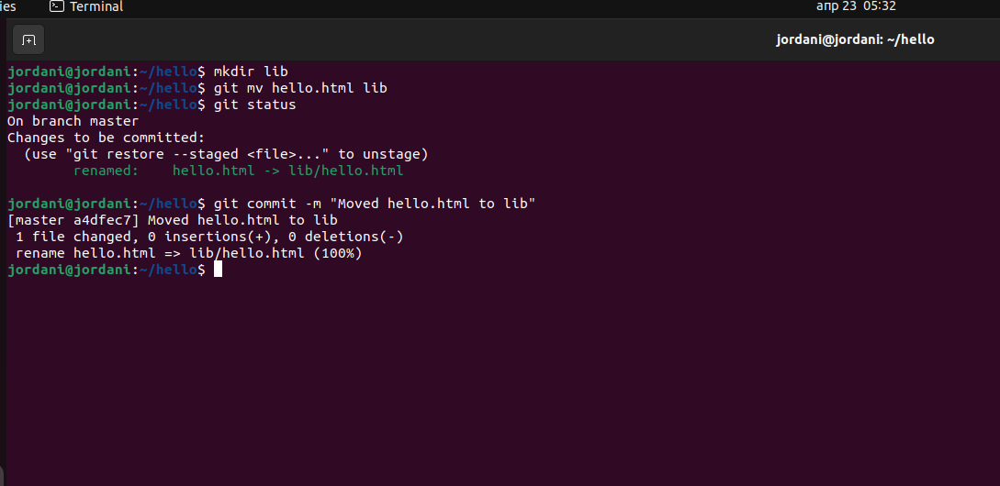 ies Terminal апр 23 05:32
jordani@jordani: ~/hello
jordani@jordani:~/hello$ mkdir lib
jordani@jordani:~/hello$ git mv hello.html lib
jordani@jordani:~/hello$ git status
On branch master
Changes to be committed:
  (use "git restore --staged <file>..." to unstage)
        renamed:    hello.html -> lib/hello.html

jordani@jordani:~/hello$ git commit -m "Moved hello.html to lib"
[master a4dfec7] Moved hello.html to lib
 1 file changed, 0 insertions(+), 0 deletions(-)
 rename hello.html => lib/hello.html (100%)
jordani@jordani:~/hello$